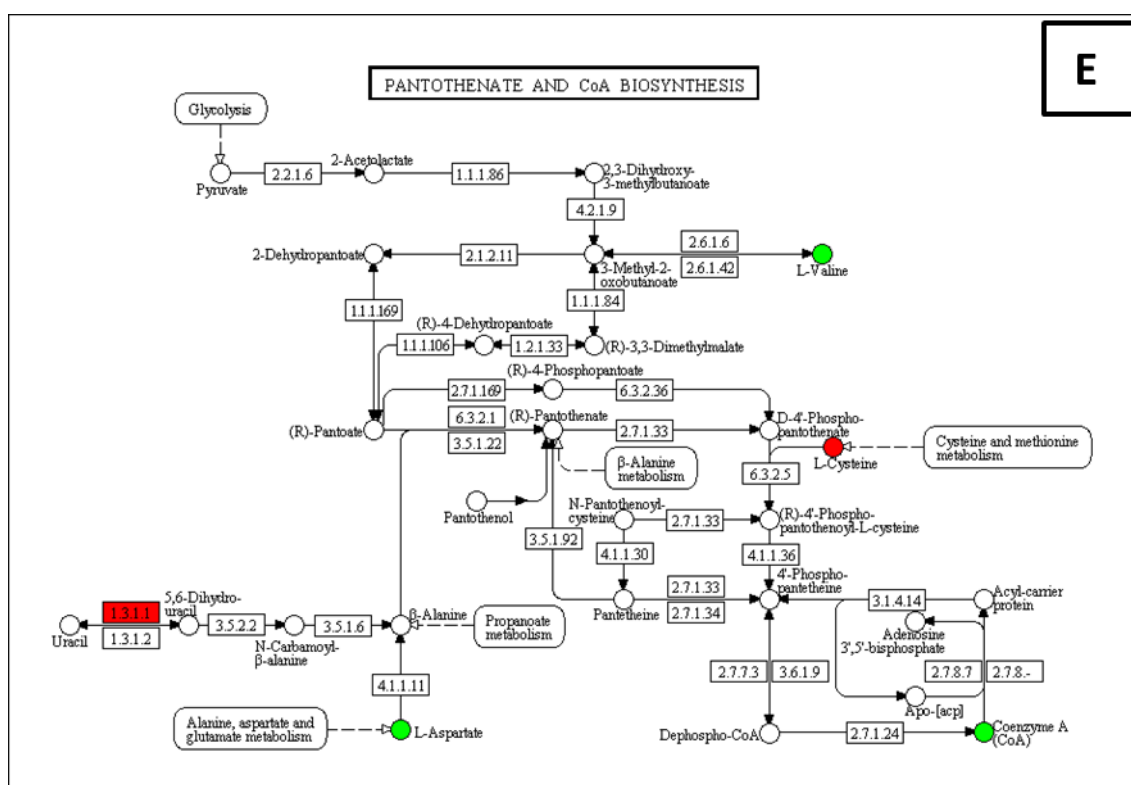 E
PANTOTHENATE AND CoA BIOSYNTHESIS
Glycolysis
2-Acetolactate
2,3-Dihydroxy-
3-methylbutanoate
2.2.1.6
1.1.1.86
Pyruvate
4.2.1.9
2-Dehydropantoate
2.1.2.11
2.6.1.6
2.6.1.42
L-Valine
3-Methyl-2-
oxobutanoate
1.1.1.169
1.1.1.84
(R)-4-Dehydropantoate
1.1.1.106
1.2.1.33
(R)-3,3-Dimethylmalate
(R)-4-Phosphopantoate
2.7.1.169
6.3.2.36
6.3.2.1
(R)-Pantothenate
D-4'-Phospho-
pantothenate
(R)-Pantoate
3.5.1.22
2.7.1.33
Cysteine and methionine
metabolism
L-Cysteine
β-Alanine
metabolism
6.3.2.5
Pantothenol
N-Pantothenoyl-
cysteine
2.7.1.33
(R)-4'-Phospho-
pantothenoyl-L-cysteine
3.5.1.92
4.1.1.30
4.1.1.36
4'-Phospho-
pantetheine
2.7.1.33
Pantetheine
2.7.1.34
3.1.4.14
Acyl-carrier
protein
5,6-Dihydro-
uracil
1.3.1.1
1.3.1.2
Uracil
3.5.2.2
N-Carbamoyl-
β-alanine
3.5.1.6
β-Alanine
Propanoate
metabolism
Adenosine
3',5'-bisphosphate
4.1.1.11
2.7.7.3
3.6.1.9
2.7.8.7
2.7.8.-
Apo-[acp]
Alanine, aspartate and
glutamate metabolism
L-Aspartate
Dephospho-CoA
2.7.1.24
Coenzyme A
(CoA)